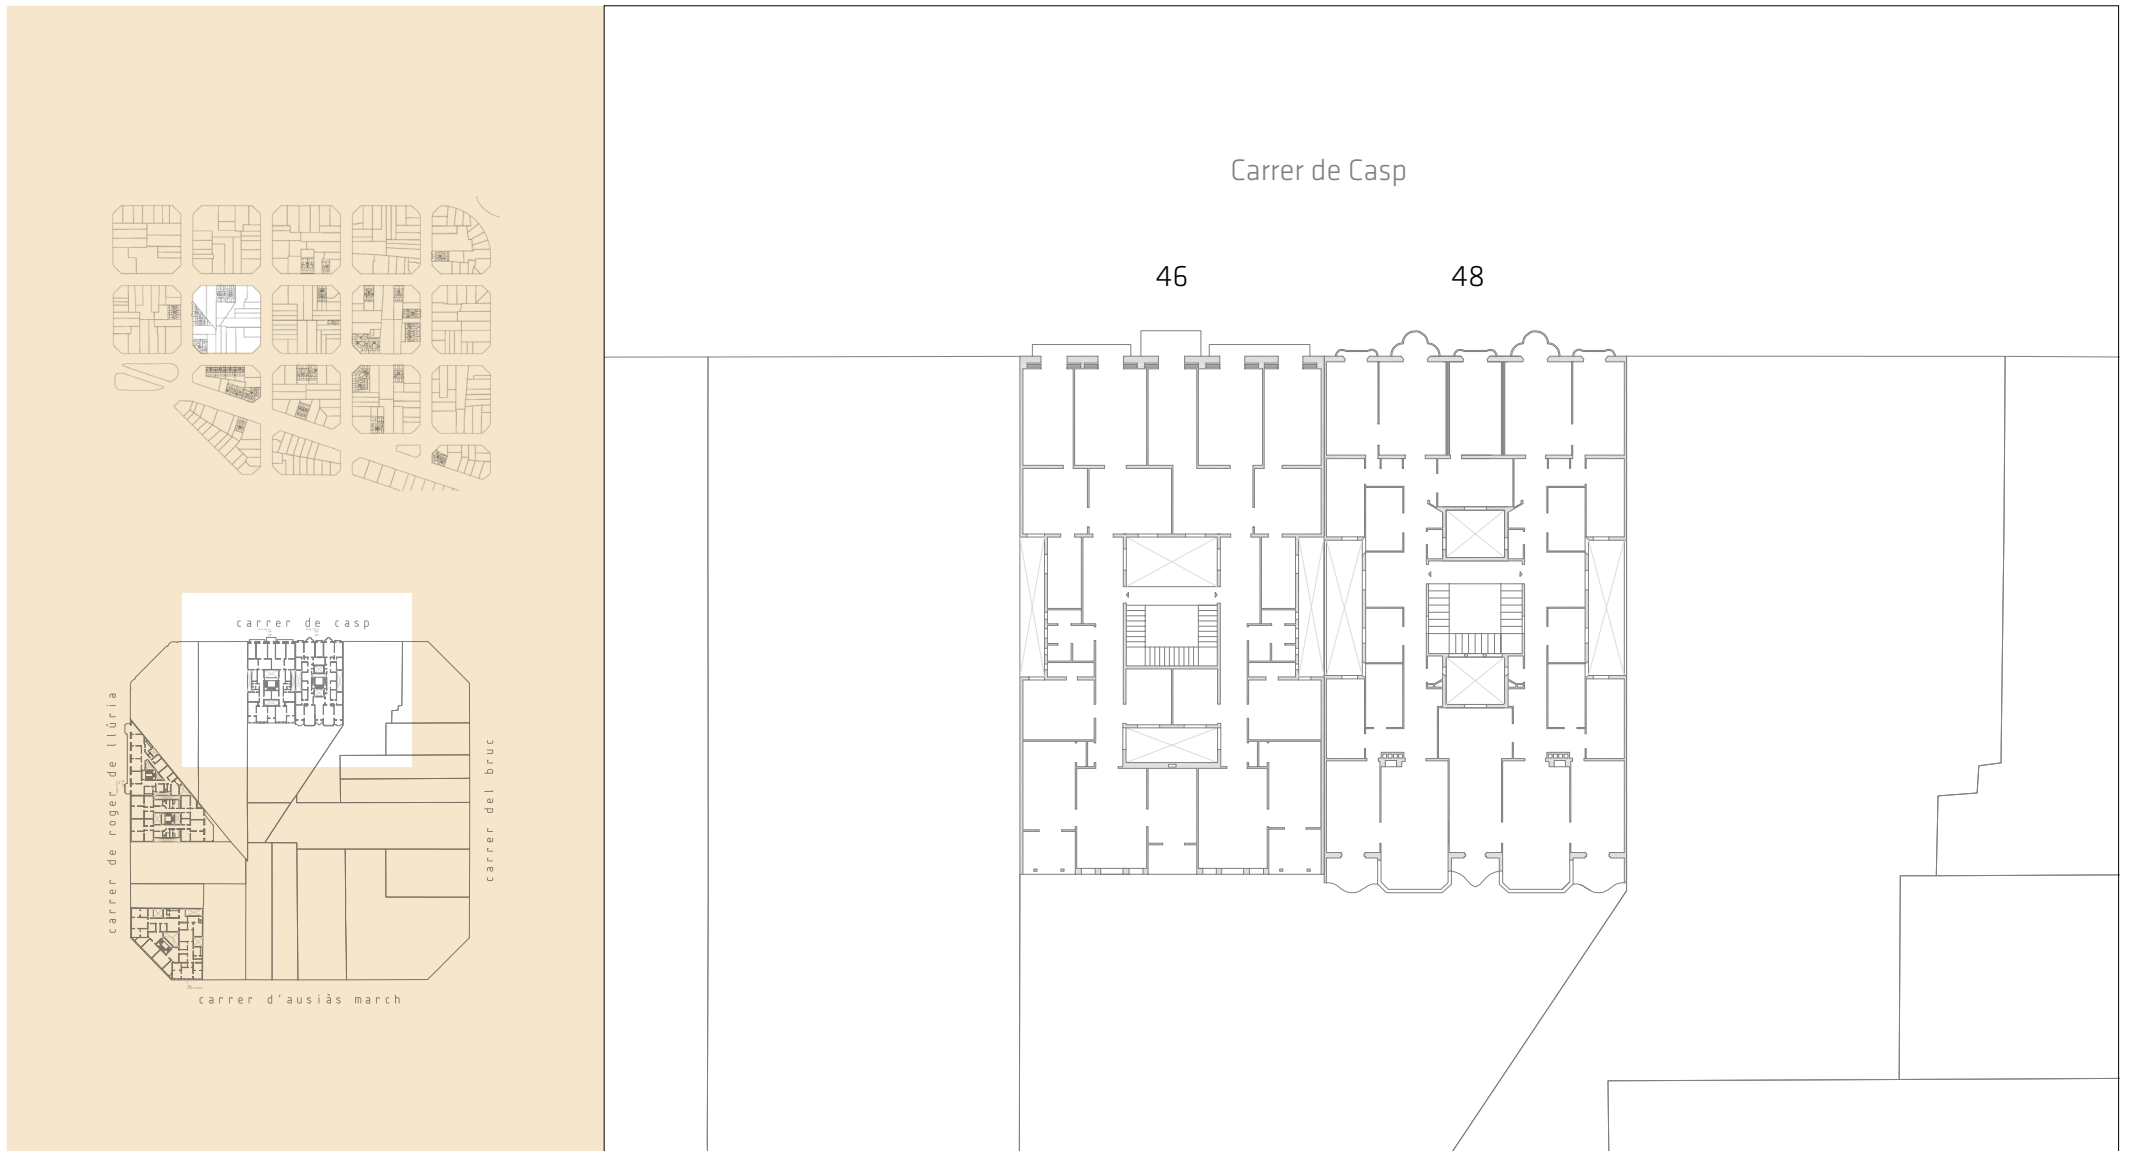 Carrer de Casp
46
48
carrer de casp
carrer de roger de llúria
carrer del bruc
carrer d'ausiàs march